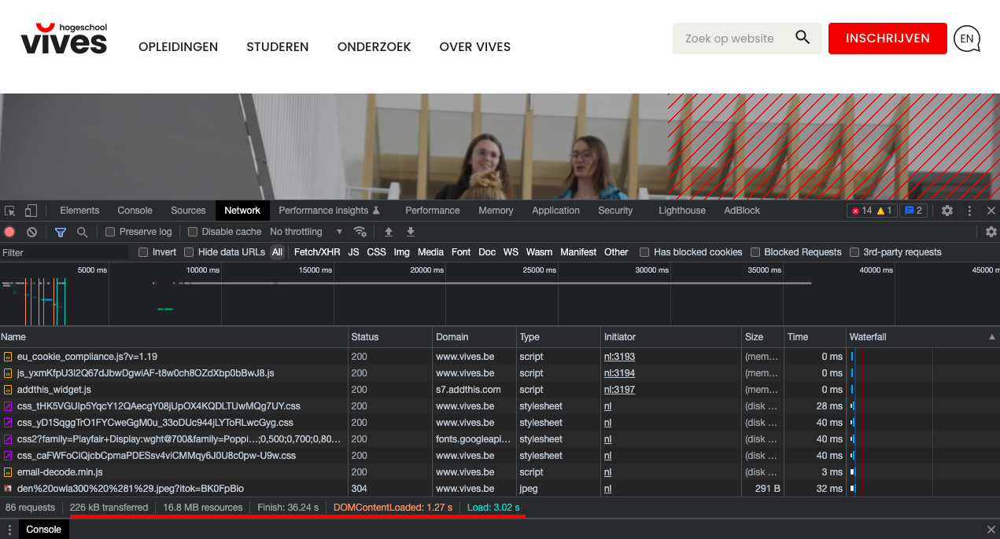 hogeschool
vives
OPLEIDINGEN STUDEREN ONDERZOEK OVER VIVES
Zoek op website
INSCHRIJVEN
EN
Elements Console Sources Network Performance insights Performance Memory Application Security Lighthouse AdBlock 14 1 2
Preserve log Disable cache No throttling
Filter Invert Hide data URLs All Fetch/XHR JS CSS Img Media Font Doc WS Wasm Manifest Other Has blocked cookies Blocked Requests 3rd-party requests
5000 ms 10000 ms 15000 ms 20000 ms 25000 ms 30000 ms 35000 ms 40000 ms 45000 m
Name Status Domain Type Initiator Size Time Waterfall
eu_cookie_compliance.js?v=1.19 200 www.vives.be script nl:3193 (mem… 0 ms
js_yxmKfpU3l2Q67dJbwDgwiAF-t8w0ch8OZdXbp0bBwJ8.js 200 www.vives.be script nl:3194 (mem… 0 ms
addthis_widget.js 200 s7.addthis.com script nl:3197 (mem… 0 ms
css_tHK5VGUIp5YqcY12QAecgY08jUpOX4KQDLTUwMQg7UY.css 200 www.vives.be stylesheet nl (disk … 28 ms
css_yD1SqggTrO1FYCweGgM0u_33oDUc944jLYToRLwcGyg.css 200 www.vives.be stylesheet nl (disk … 40 ms
css2?family=Playfair+Display:wght@700&family=Poppi…;0,500;0,700;0,80… 200 fonts.googleapi… stylesheet nl (disk … 40 ms
css_caFWFoCiQjcbCpmaPDESsv4viCMMqy6J0U8c0pw-U9w.css 200 www.vives.be stylesheet nl (disk … 40 ms
email-decode.min.js 200 www.vives.be script nl (disk … 3 ms
den%20owla300%20%281%29.jpeg?itok=BK0FpBio 304 www.vives.be jpeg nl 291 B 32 ms
86 requests 226 kB transferred 16.8 MB resources Finish: 36.24 s DOMContentLoaded: 1.27 s Load: 3.02 s
Console